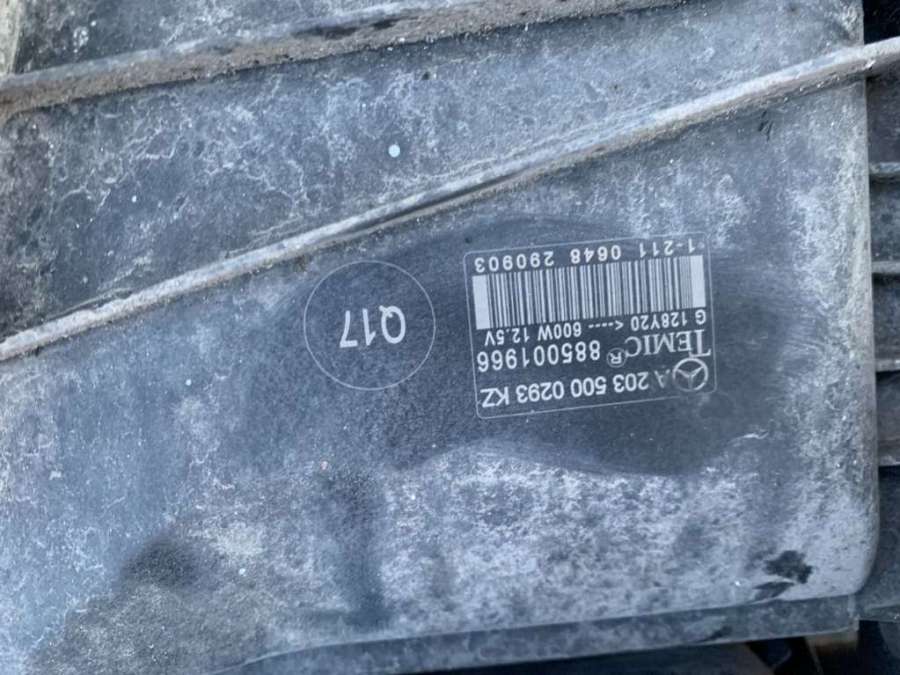 A 203 500 0293 KZ
TEMIC® 885001966
G 128Y20 <---- 600W 12.5V
1-211 0648 290903
Q17